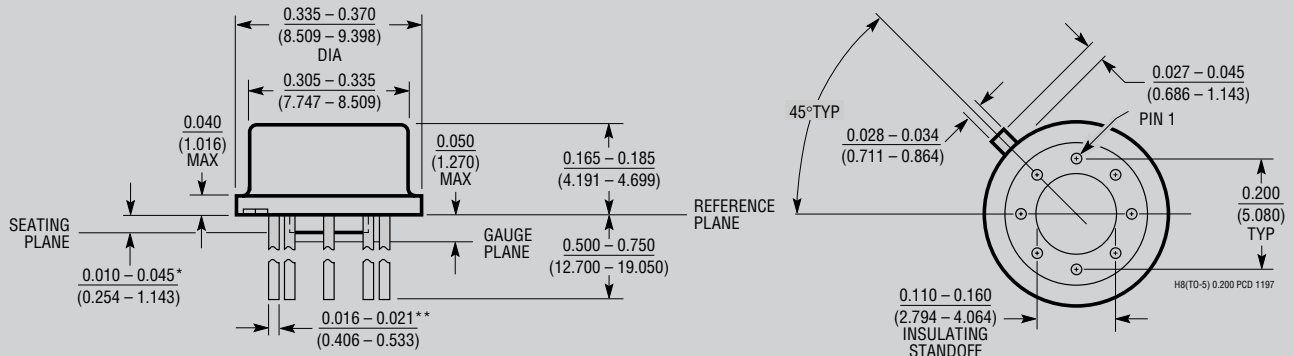 0.335 – 0.370
(8.509 – 9.398)
DIA
0.305 – 0.335
(7.747 – 8.509)
0.040
(1.016)
MAX
0.050
(1.270)
MAX
0.165 – 0.185
(4.191 – 4.699)
SEATING
PLANE
GAUGE
PLANE
REFERENCE
PLANE
0.500 – 0.750
(12.700 – 19.050)
0.010 – 0.045*
(0.254 – 1.143)
0.016 – 0.021**
(0.406 – 0.533)
45°TYP
0.028 – 0.034
(0.711 – 0.864)
0.027 – 0.045
(0.686 – 1.143)
PIN 1
0.200
(5.080)
TYP
0.110 – 0.160
(2.794 – 4.064)
INSULATING
STANDOFF
H8(TO-5) 0.200 PCD 1197